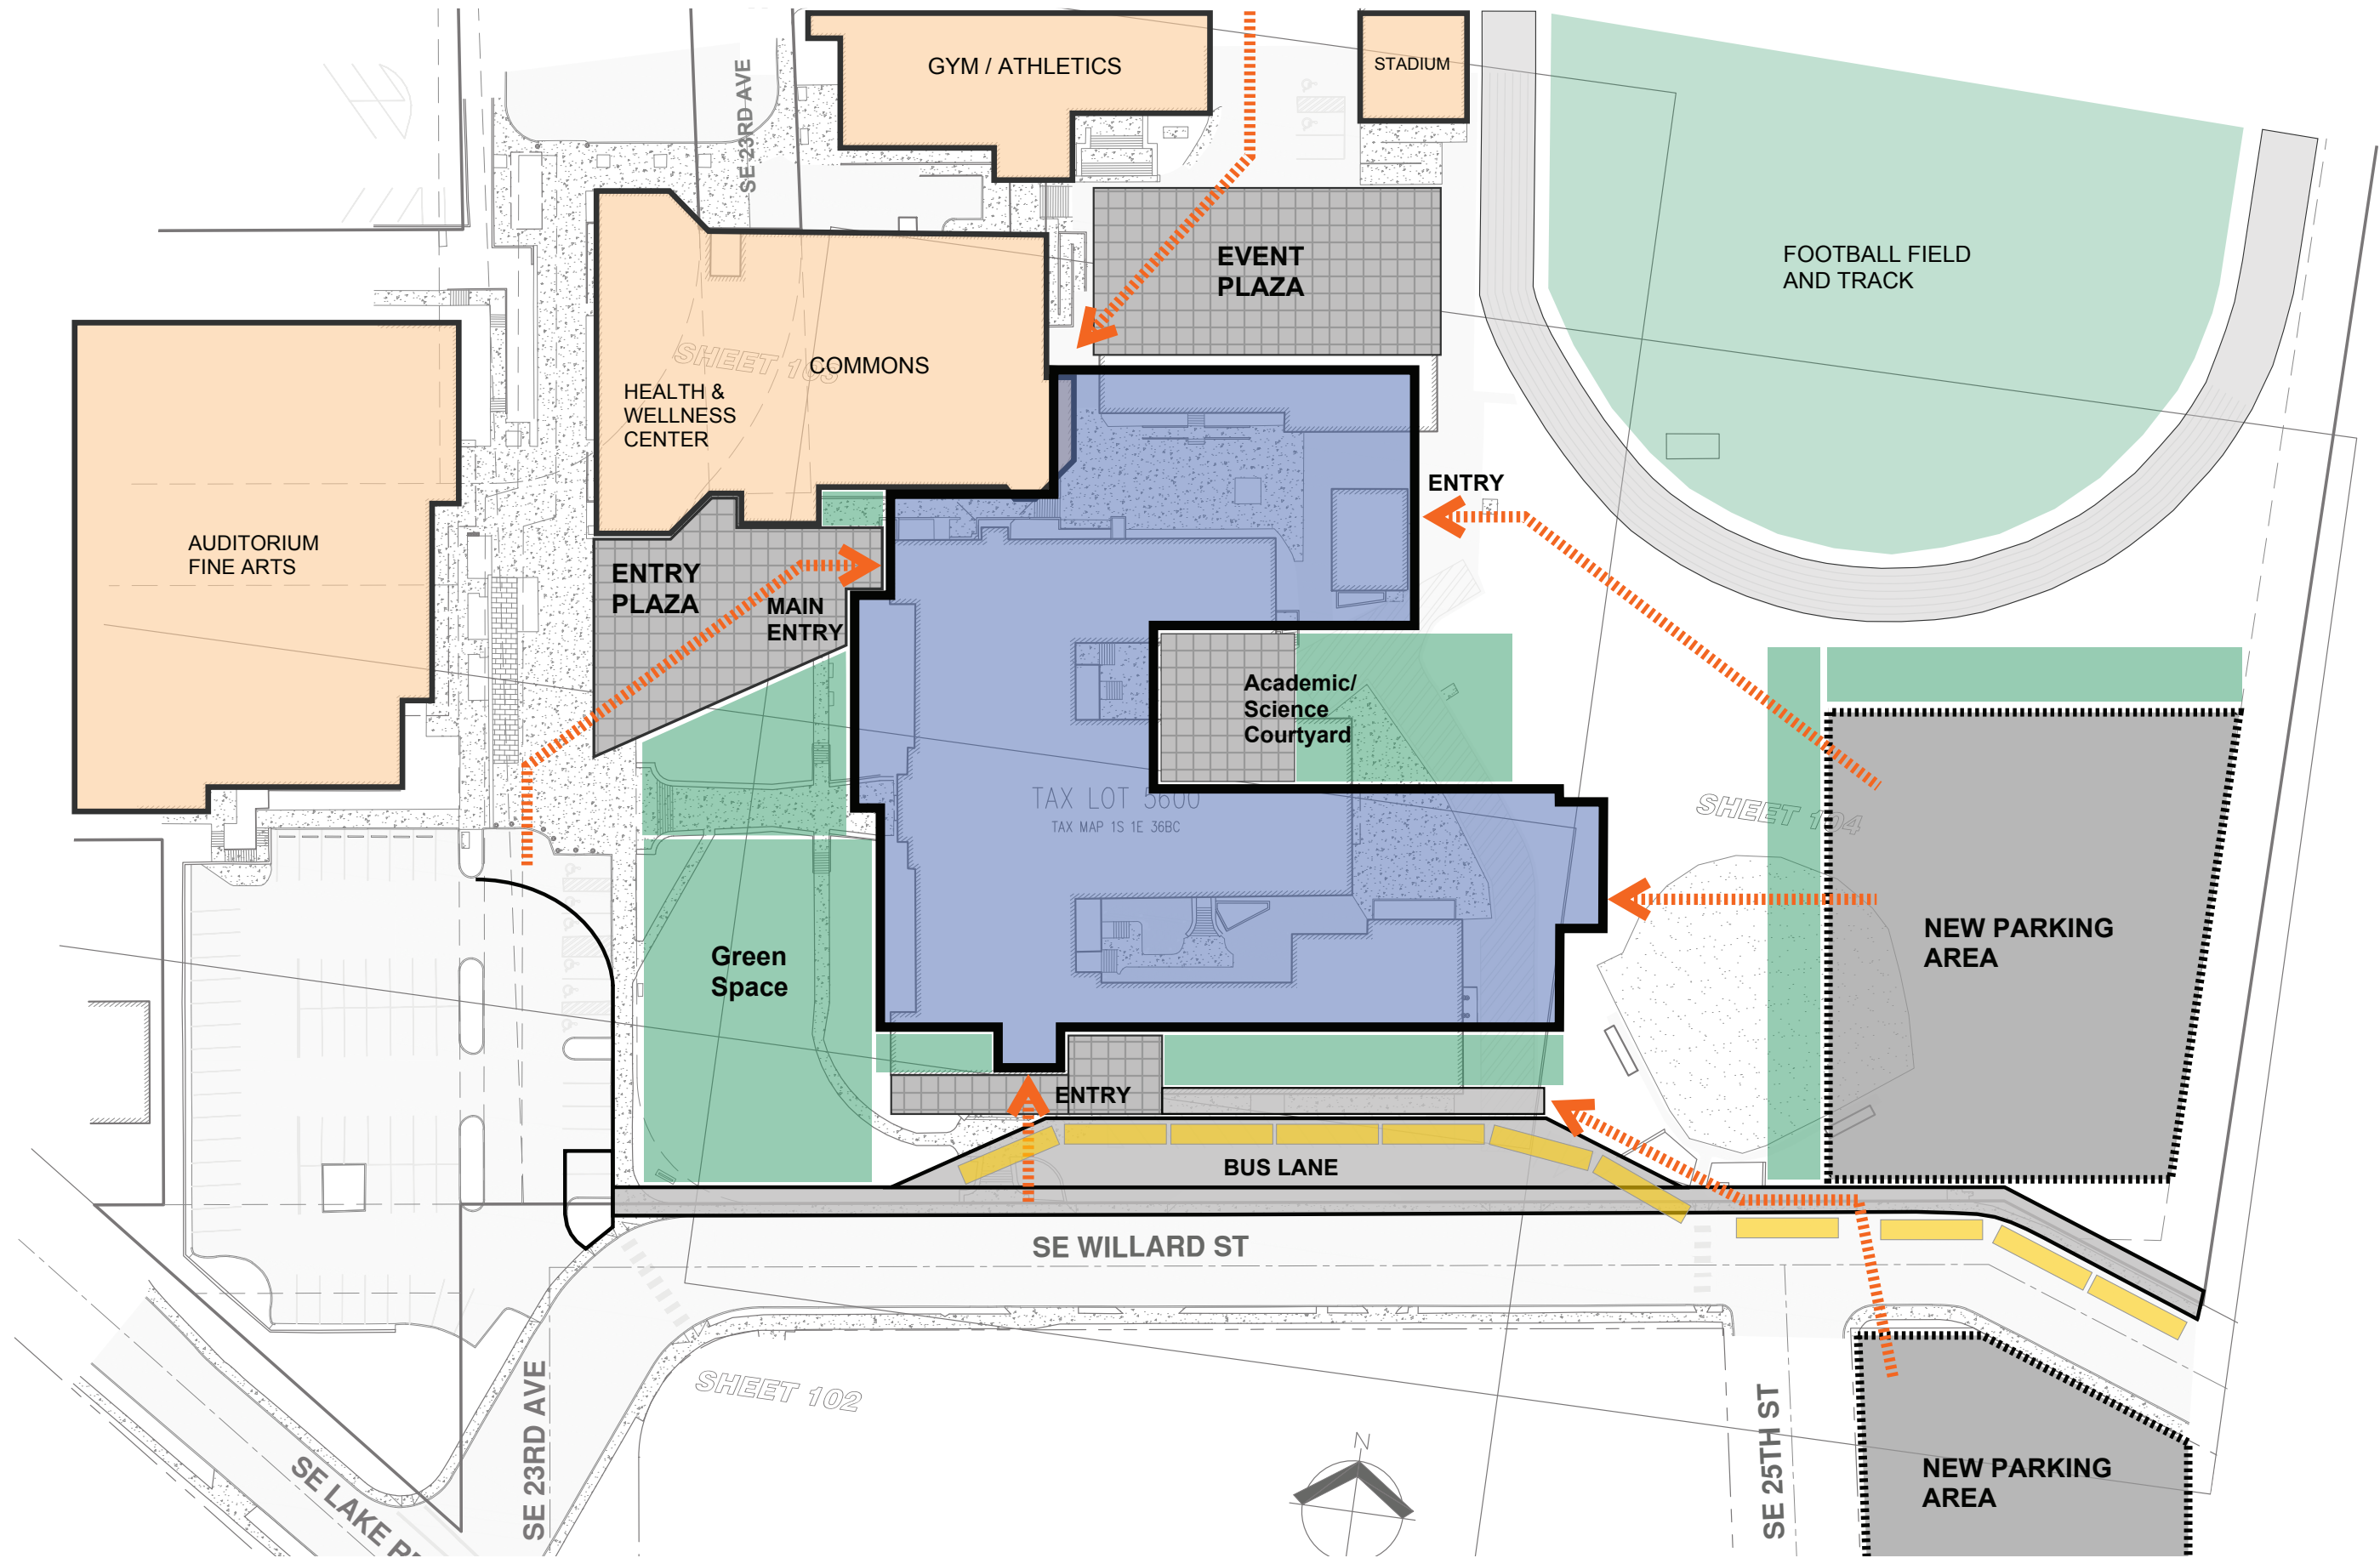 GYM / ATHLETICS
STADIUM
SE 23RD AVE
EVENT
PLAZA
FOOTBALL FIELD
AND TRACK
SHEET 103
COMMONS
HEALTH &
WELLNESS
CENTER
ENTRY
AUDITORIUM
FINE ARTS
ENTRY
PLAZA
MAIN
ENTRY
Academic/
Science
Courtyard
TAX LOT 5600
TAX MAP 1S 1E 36BC
SHEET 104
NEW PARKING
AREA
Green
Space
ENTRY
BUS LANE
SE WILLARD ST
SHEET 102
SE 23RD AVE
SE LAKE
N
SE 25TH ST
NEW PARKING
AREA